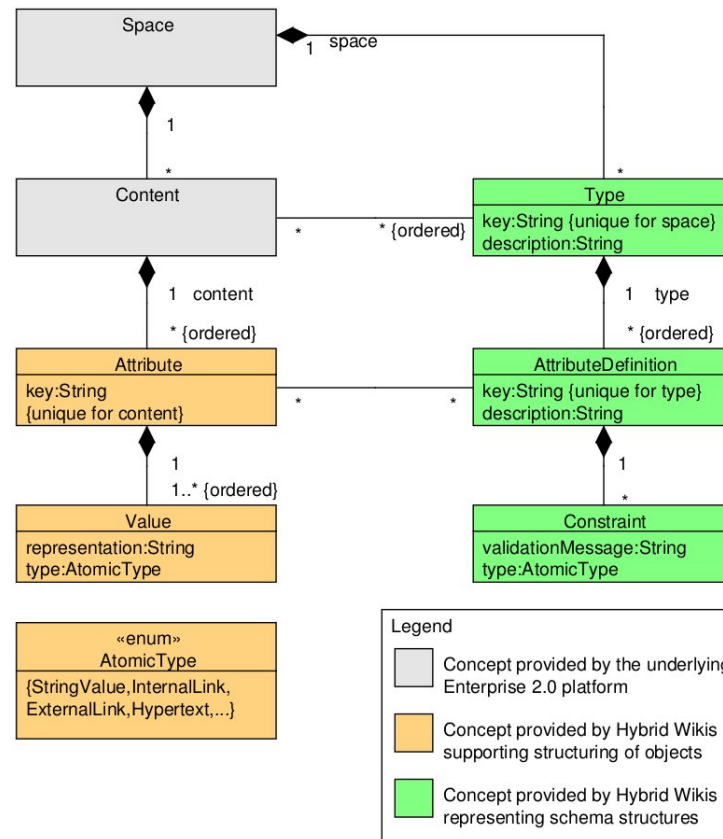 Space
1 space
1
*
*
Content
Type
key:String {unique for space}
description:String
*
* {ordered}
1 content
1 type
* {ordered}
* {ordered}
Attribute
key:String
{unique for content}
AttributeDefinition
key:String {unique for type}
description:String
*
*
1
1
1..* {ordered}
*
Value
representation:String
type:AtomicType
Constraint
validationMessage:String
type:AtomicType
«enum»
AtomicType
{StringValue,InternalLink,
ExternalLink,Hypertext,...}
Legend
Concept provided by the underlying
Enterprise 2.0 platform
Concept provided by Hybrid Wikis
supporting structuring of objects
Concept provided by Hybrid Wikis
representing schema structures